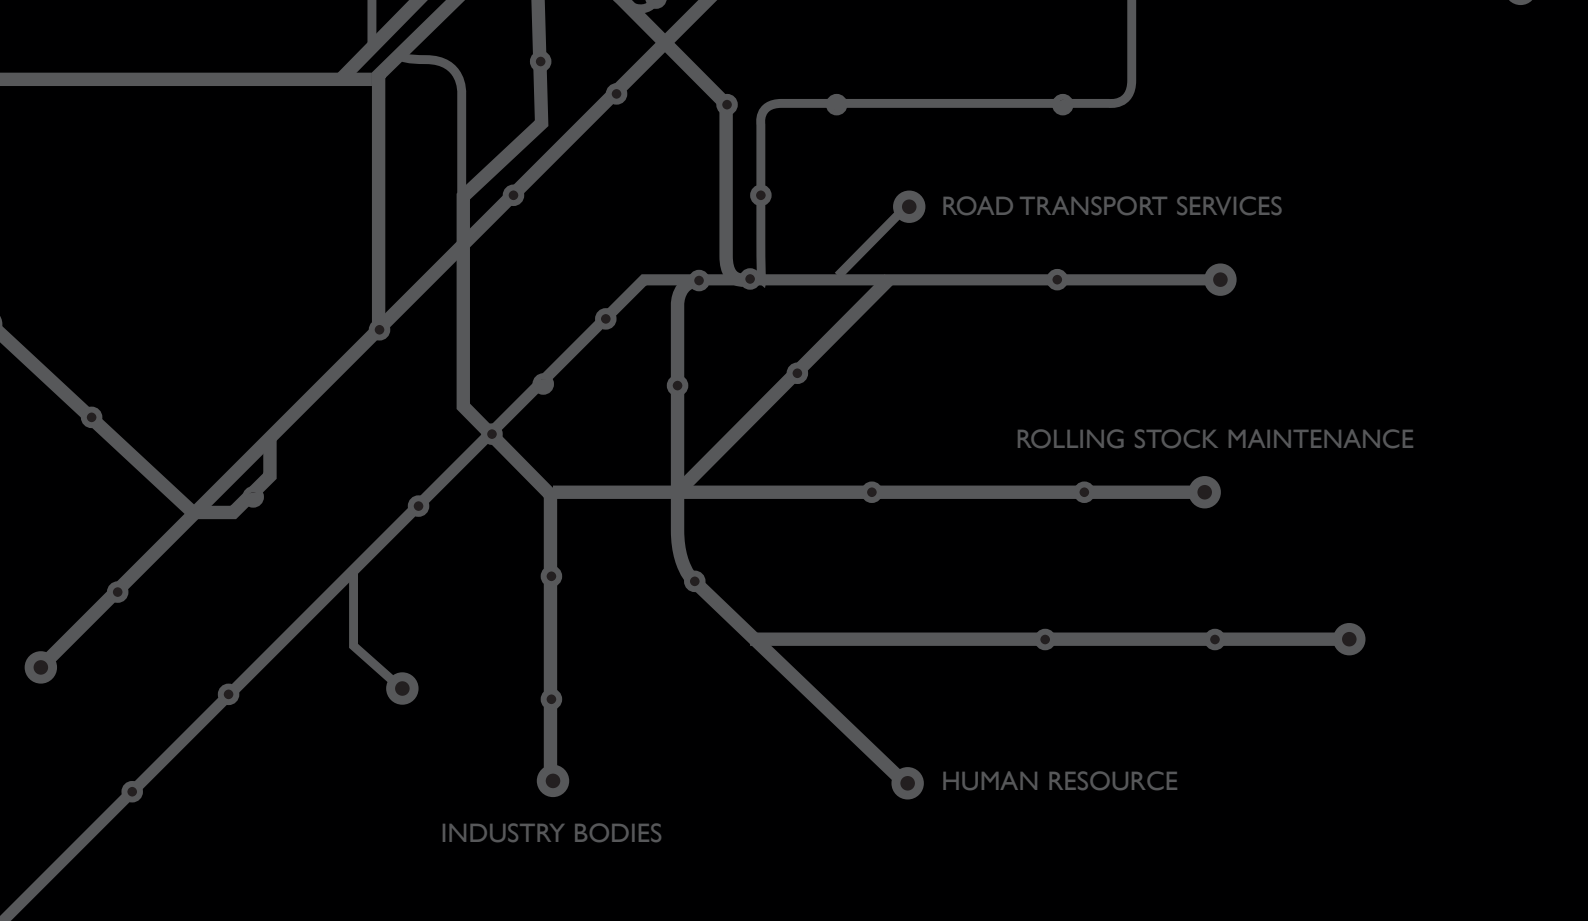 ROAD TRANSPORT SERVICES
ROLLING STOCK MAINTENANCE
HUMAN RESOURCE
INDUSTRY BODIES